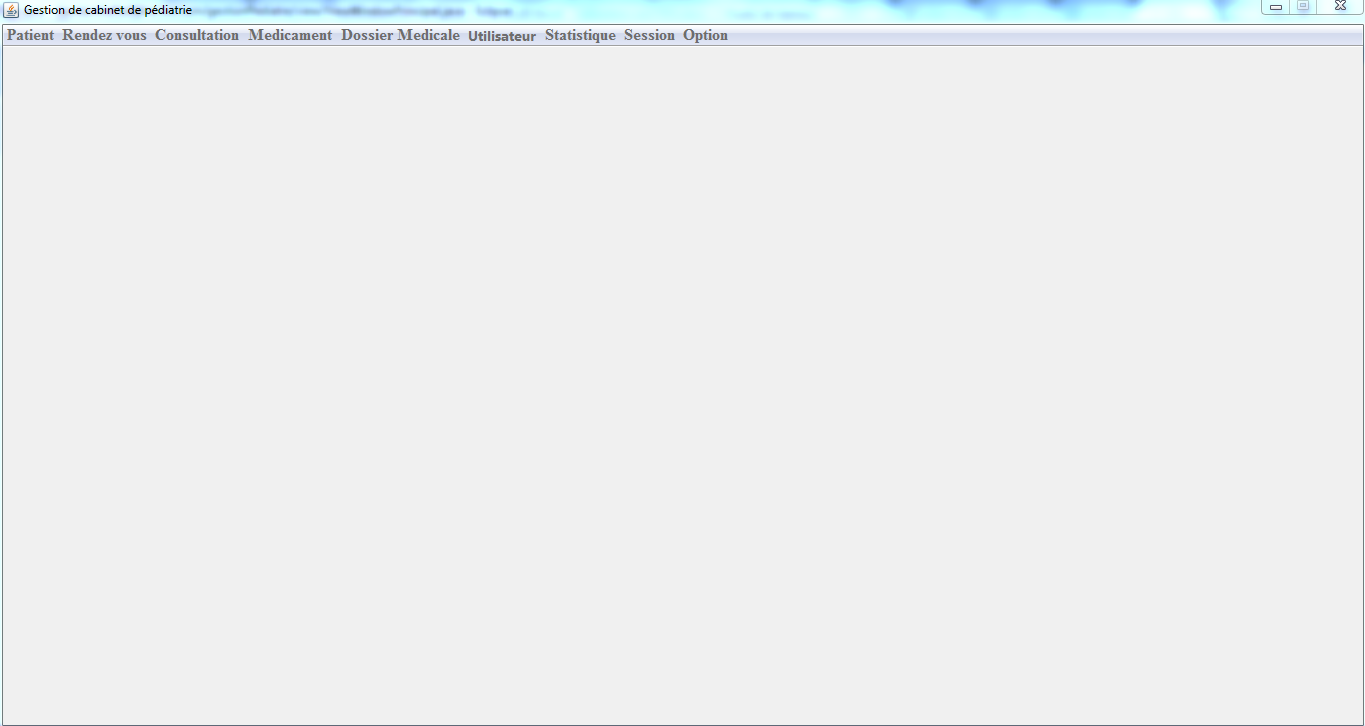 Gestion de cabinet de pédiatrie
Patient Rendez vous Consultation Medicament Dossier Medicale Utilisateur Statistique Session Option